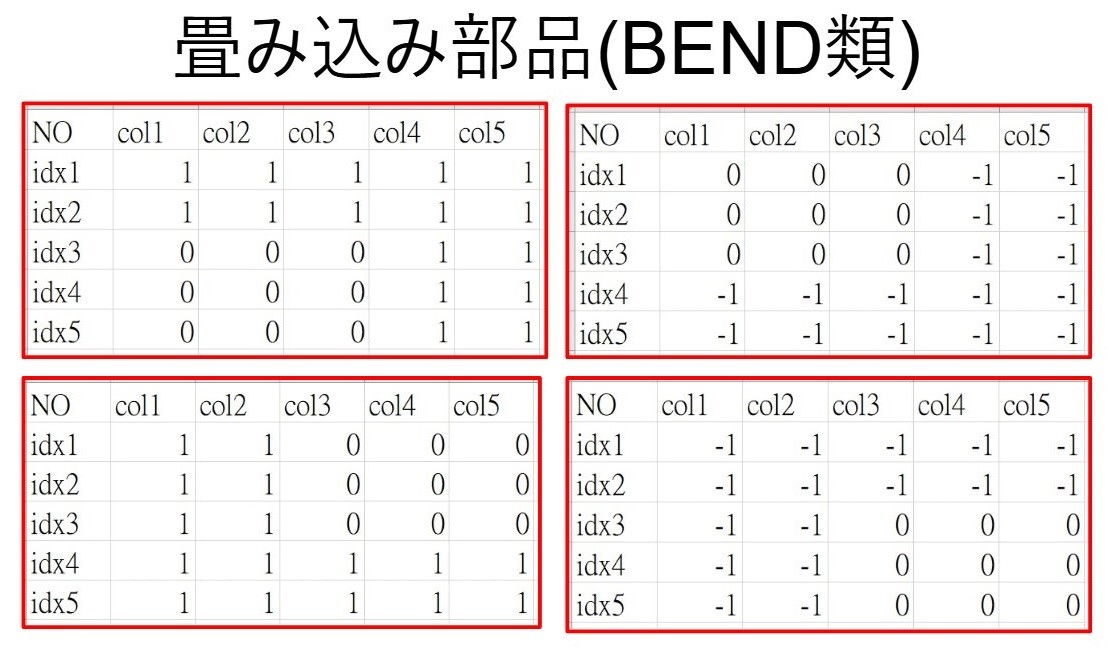 畳み込み部品(BEND類)
NO col1 col2 col3 col4 col5
idx1 1 1 1 1 1
idx2 1 1 1 1 1
idx3 0 0 0 1 1
idx4 0 0 0 1 1
idx5 0 0 0 1 1
NO col1 col2 col3 col4 col5
idx1 0 0 0 -1 -1
idx2 0 0 0 -1 -1
idx3 0 0 0 -1 -1
idx4 -1 -1 -1 -1 -1
idx5 -1 -1 -1 -1 -1
NO col1 col2 col3 col4 col5
idx1 1 1 0 0 0
idx2 1 1 0 0 0
idx3 1 1 0 0 0
idx4 1 1 1 1 1
idx5 1 1 1 1 1
NO col1 col2 col3 col4 col5
idx1 -1 -1 -1 -1 -1
idx2 -1 -1 -1 -1 -1
idx3 -1 -1 0 0 0
idx4 -1 -1 0 0 0
idx5 -1 -1 0 0 0